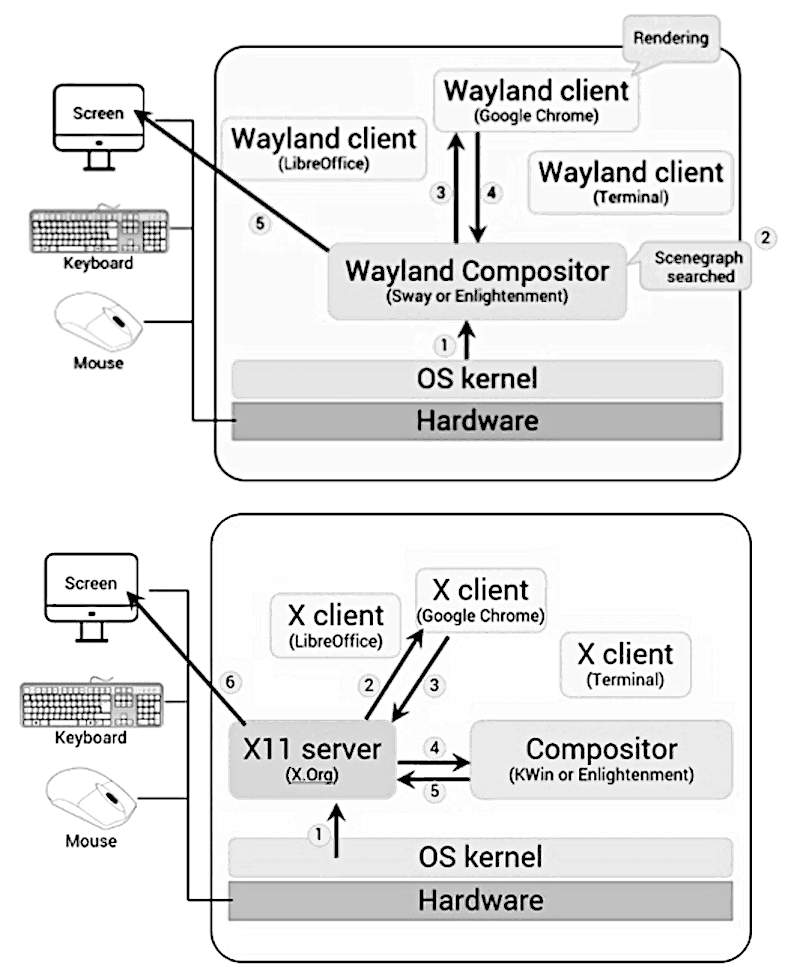 Rendering
Wayland client
(Google Chrome)
Screen
Wayland client
(LibreOffice)
Wayland client
(Terminal)
3
4
5
2
Keyboard
Wayland Compositor
(Sway or Enlightenment)
Scenegraph
searched
1
Mouse
OS kernel
Hardware
Screen
X client
(Google Chrome)
X client
(LibreOffice)
X client
(Terminal)
6
2
3
Keyboard
X11 server
(X.Org)
4
5
Compositor
(KWin or Enlightenment)
1
Mouse
OS kernel
Hardware